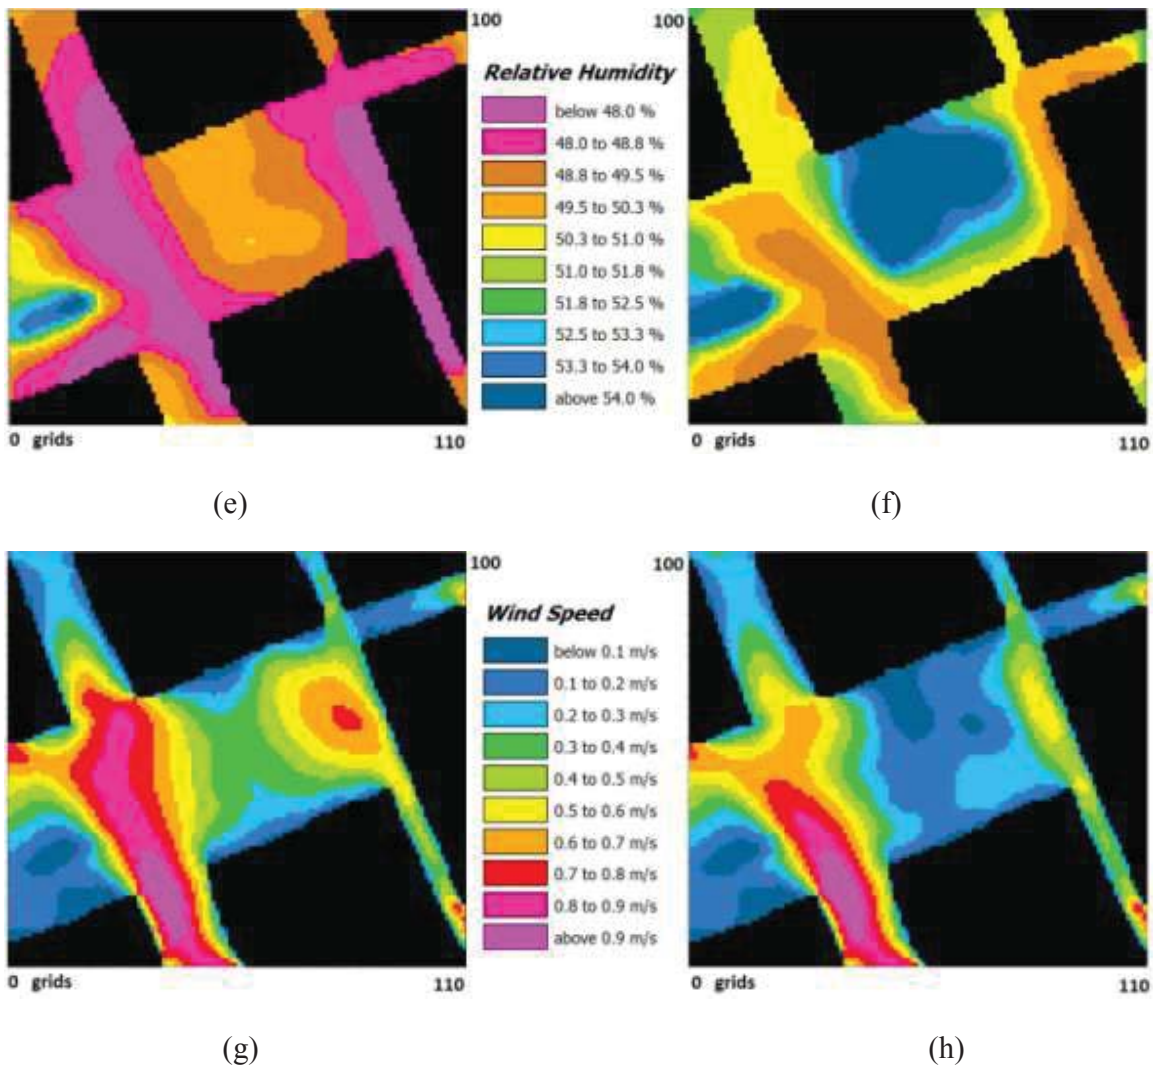 100
Relative Humidity
below 48.0 %
48.0 to 48.8 %
48.8 to 49.5 %
49.5 to 50.3 %
50.3 to 51.0 %
51.0 to 51.8 %
51.8 to 52.5 %
52.5 to 53.3 %
53.3 to 54.0 %
above 54.0 %
100
0 grids 110
0 grids 110
(e)
(f)
100
Wind Speed
below 0.1 m/s
0.1 to 0.2 m/s
0.2 to 0.3 m/s
0.3 to 0.4 m/s
0.4 to 0.5 m/s
0.5 to 0.6 m/s
0.6 to 0.7 m/s
0.7 to 0.8 m/s
0.8 to 0.9 m/s
above 0.9 m/s
100
0 grids 110
0 grids 110
(g)
(h)